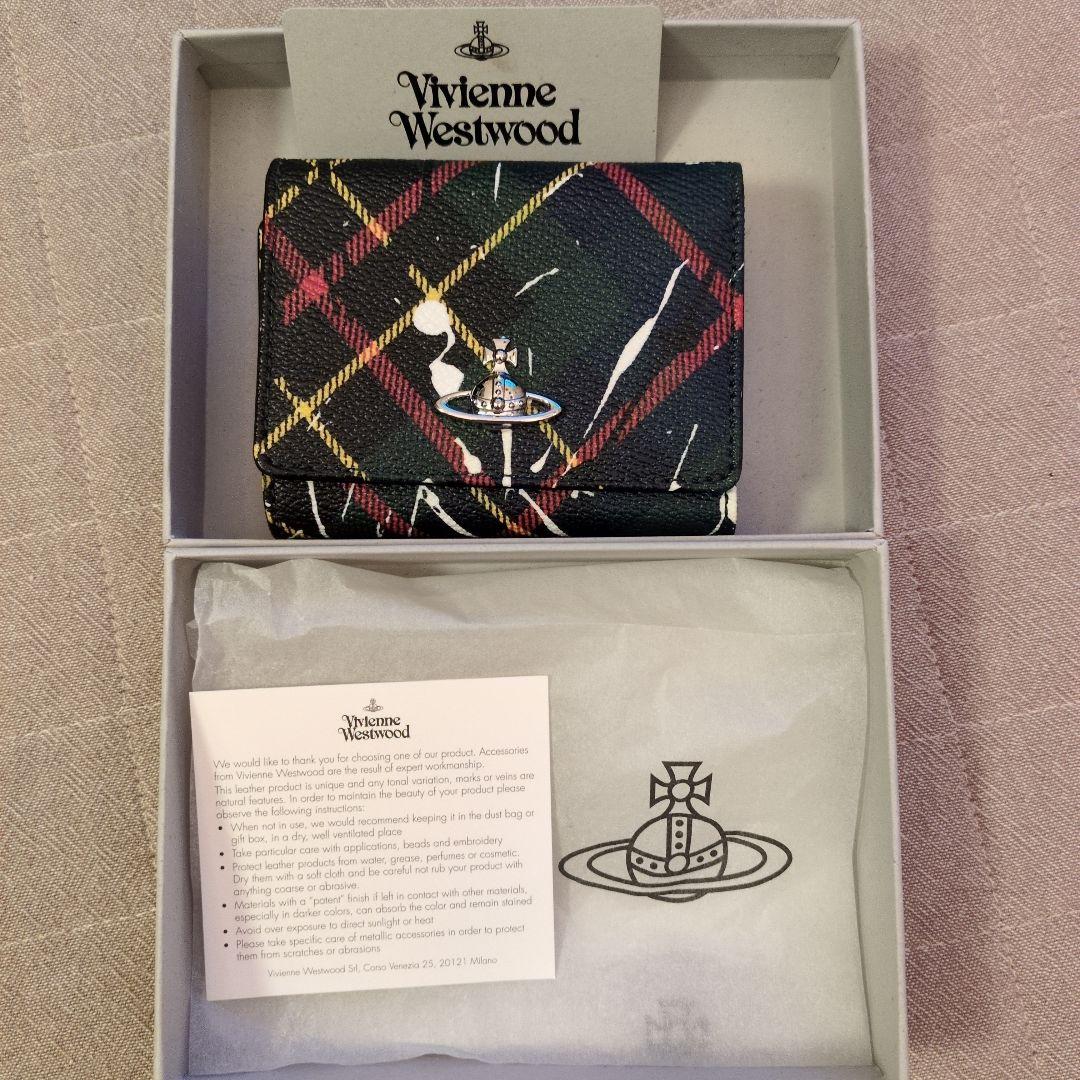 Vivienne
Westwood
Vivienne
Westwood
We would like to thank you for choosing one of our product. Accessories
from Vivienne Westwood are the result of expert workmanship.
This leather product is unique and any tonal variation, marks or veins are
natural features. In order to maintain the beauty of your product please
observe the following instructions:
• When not in use, we would recommend keeping it in the dust bag or
gift box, in a dry, well ventilated place
• Take particular care with applications, beads and embroidery
• Protect leather products from water, grease, perfumes or cosmetic.
Dry them with a soft cloth and be careful not rub your product with
anything coarse or abrasive.
• Materials with a "patent" finish if left in contact with other materials,
especially in darker colors, can absorb the color and remain stained
• Avoid over exposure to direct sunlight or heat
• Please take specific care of metallic accessories in order to protect
them from scratches or abrasions
Vivienne Westwood Srl, Corso Venezia 25, 20121 Milano